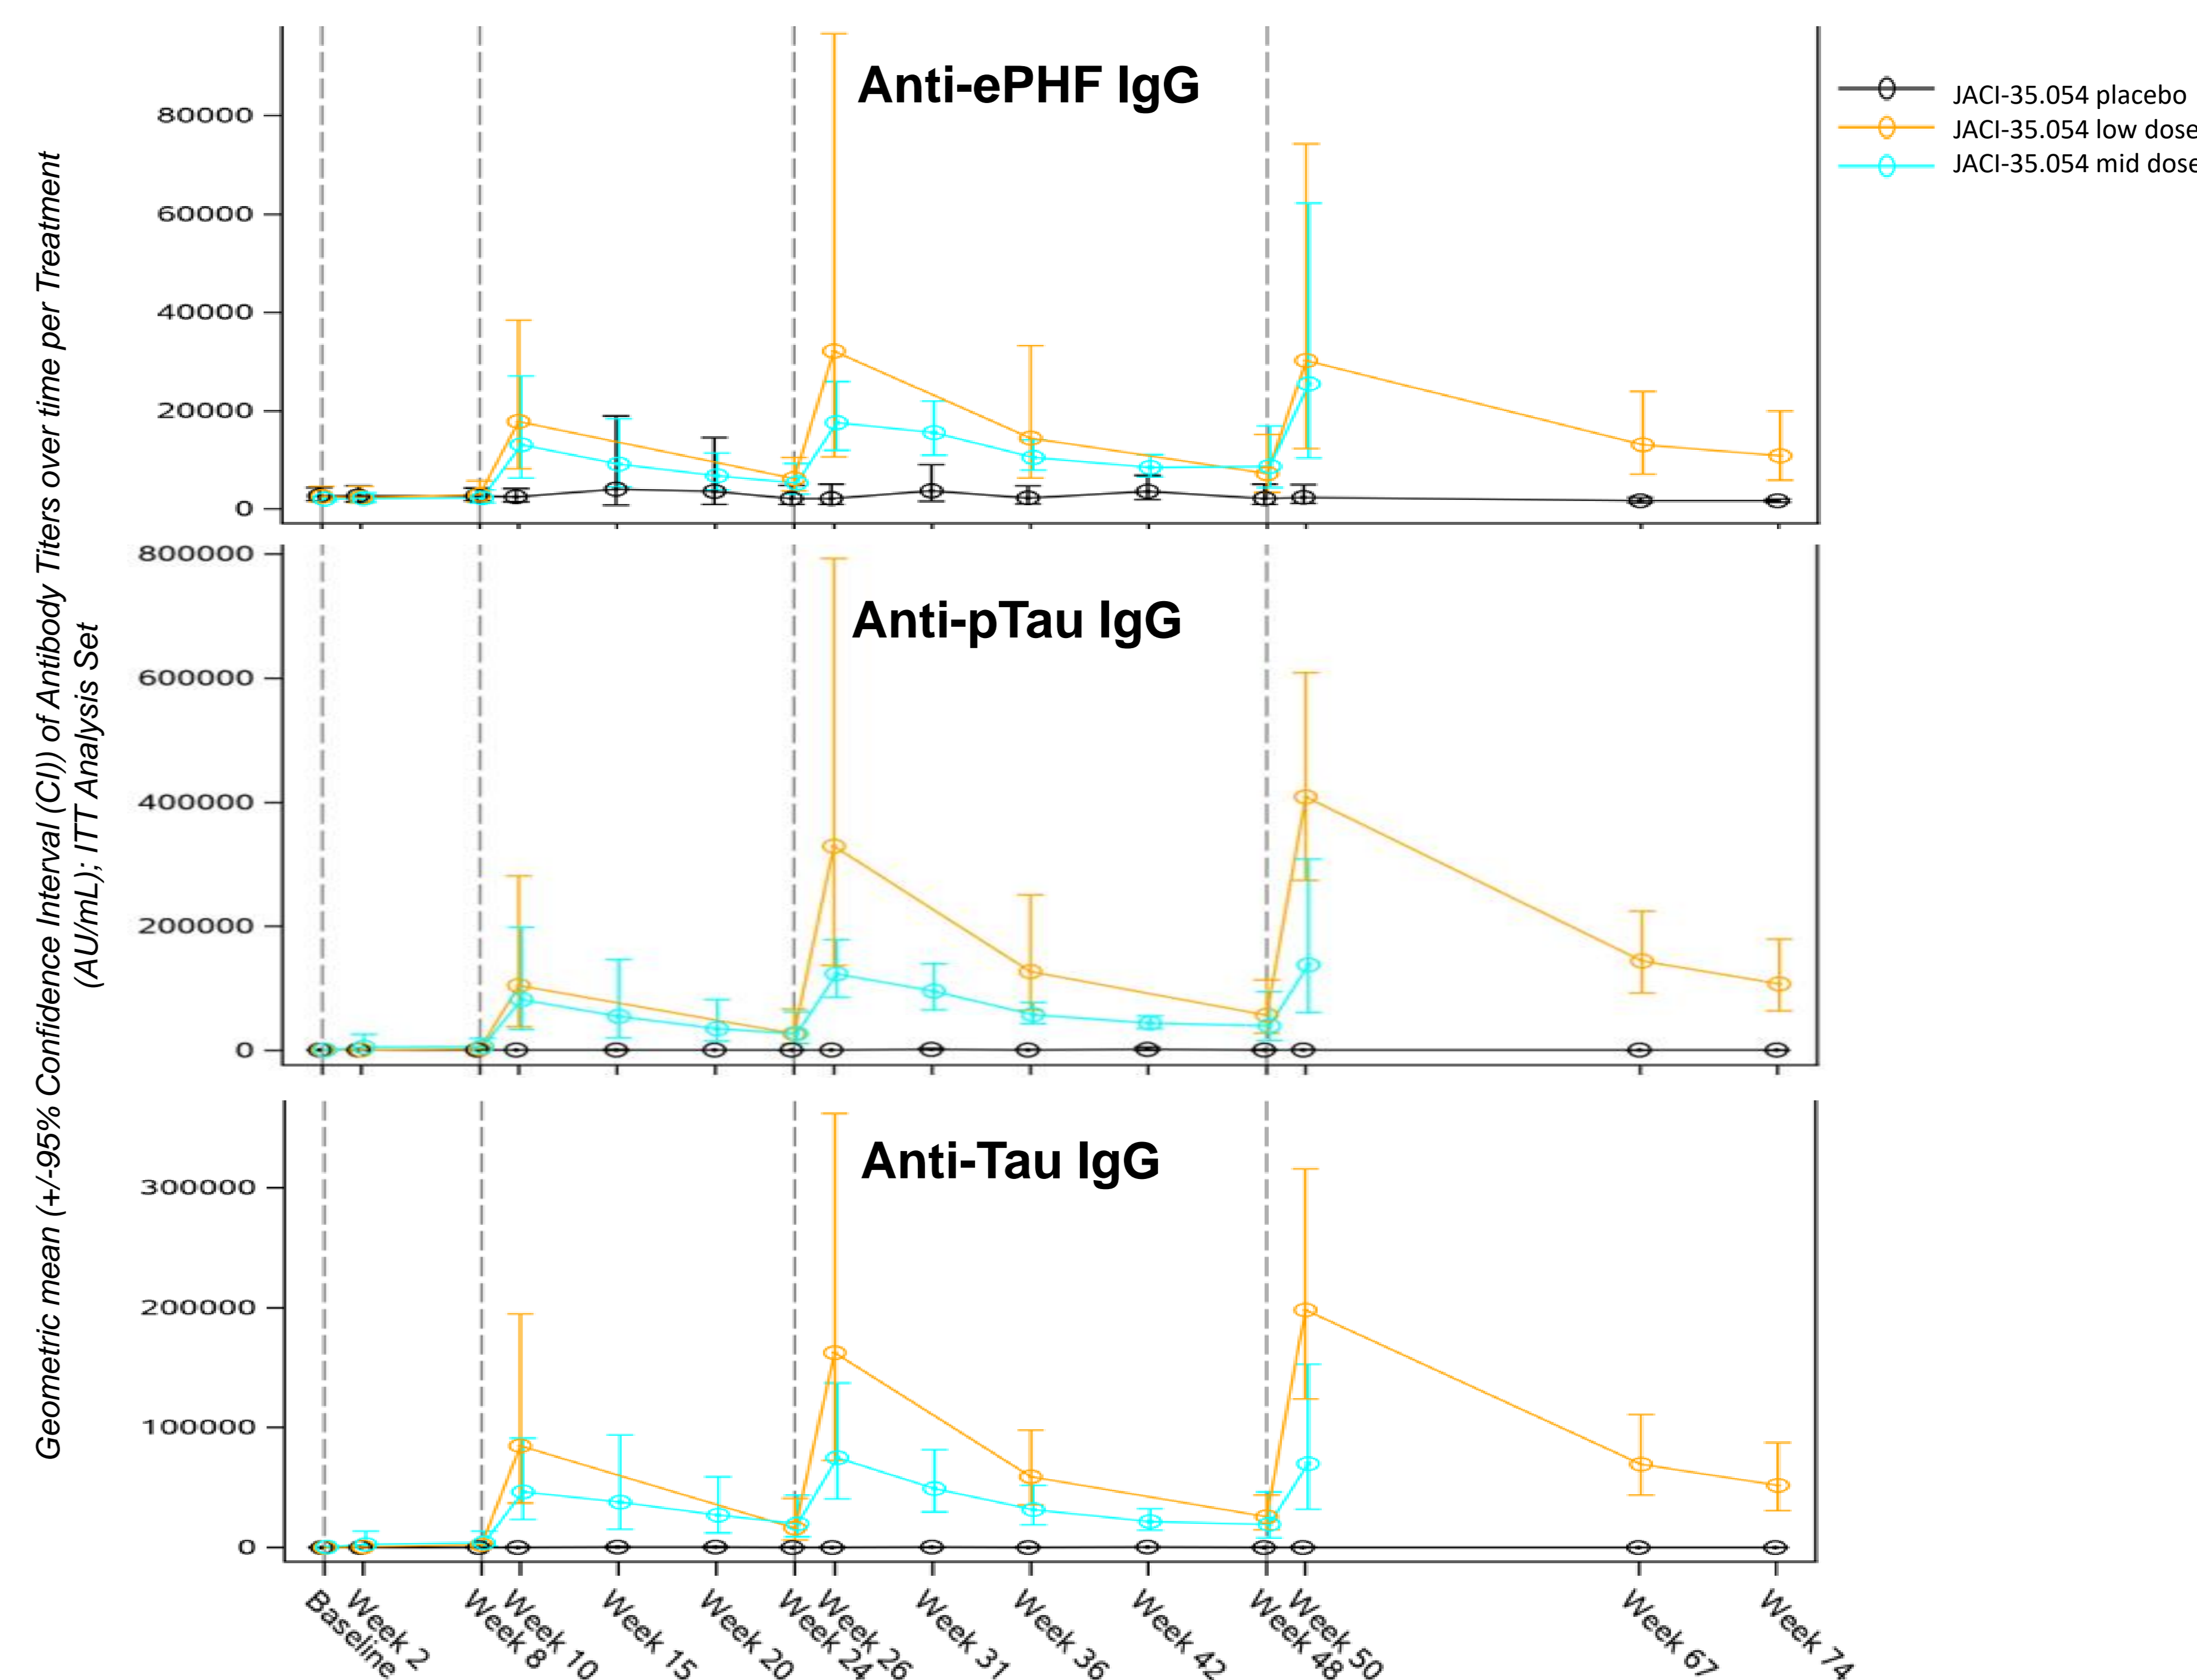 Geometric mean (+/-95% Confidence Interval (CI)) of Antibody Titers over time per Treatment
(AU/mL); ITT Analysis Set
Anti-ePHF IgG
80000
60000
40000
20000
0
JACI-35.054 placebo
JACI-35.054 low dose
JACI-35.054 mid dose
Anti-pTau IgG
800000
600000
400000
200000
0
Anti-Tau IgG
300000
200000
100000
0
Baseline
Week 2
Week 8
Week 10
Week 15
Week 20
Week 24
Week 26
Week 31
Week 36
Week 42
Week 48
Week 50
Week 67
Week 74